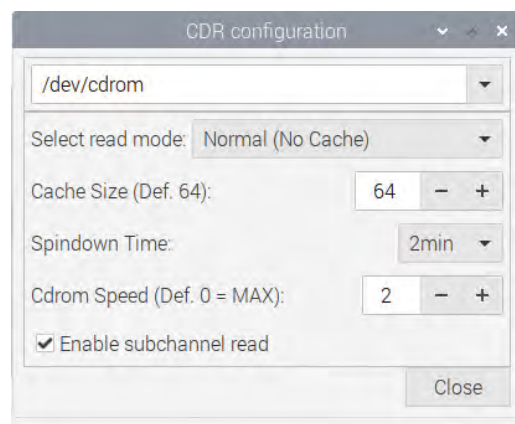 CDR configuration
/dev/cdrom
Select read mode: Normal (No Cache)
Cache Size (Def. 64): 64 − +
Spindown Time: 2min
Cdrom Speed (Def. 0 = MAX): 2 − +
Enable subchannel read
Close